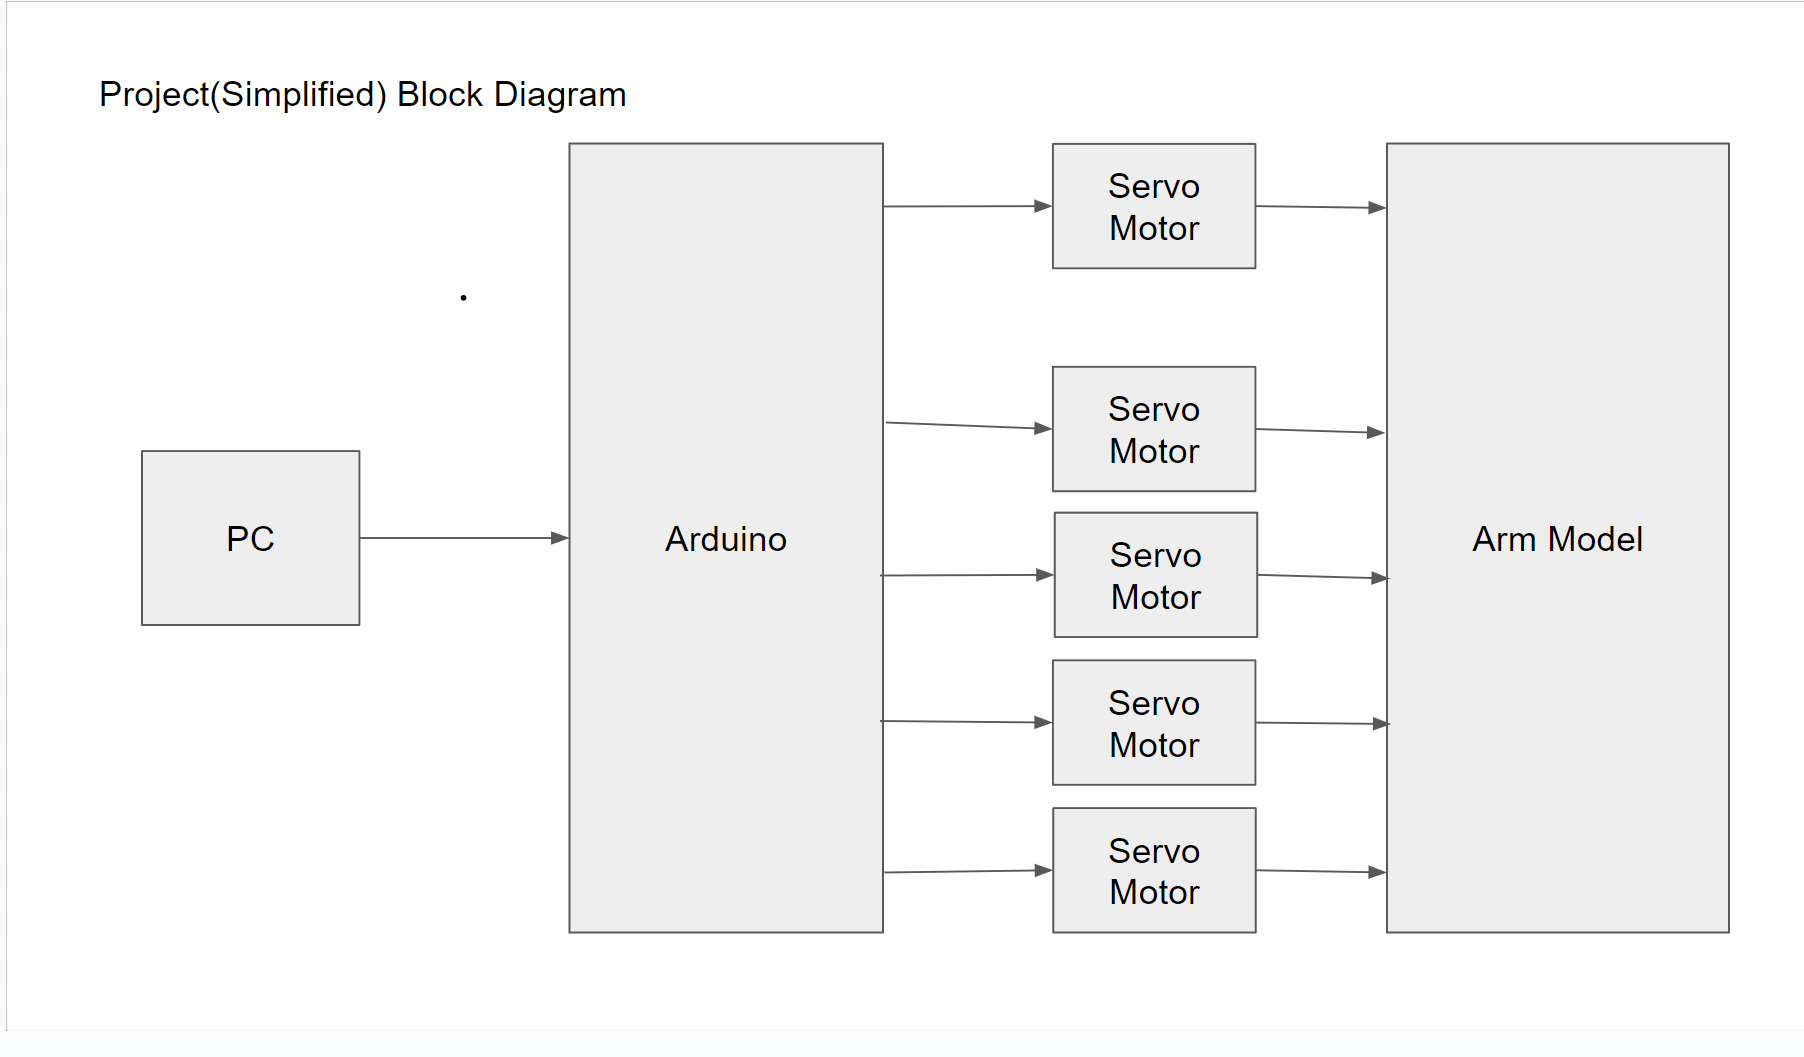 Project(Simplified) Block Diagram
PC
Arduino
Servo
Motor
Servo
Motor
Servo
Motor
Servo
Motor
Servo
Motor
Arm Model